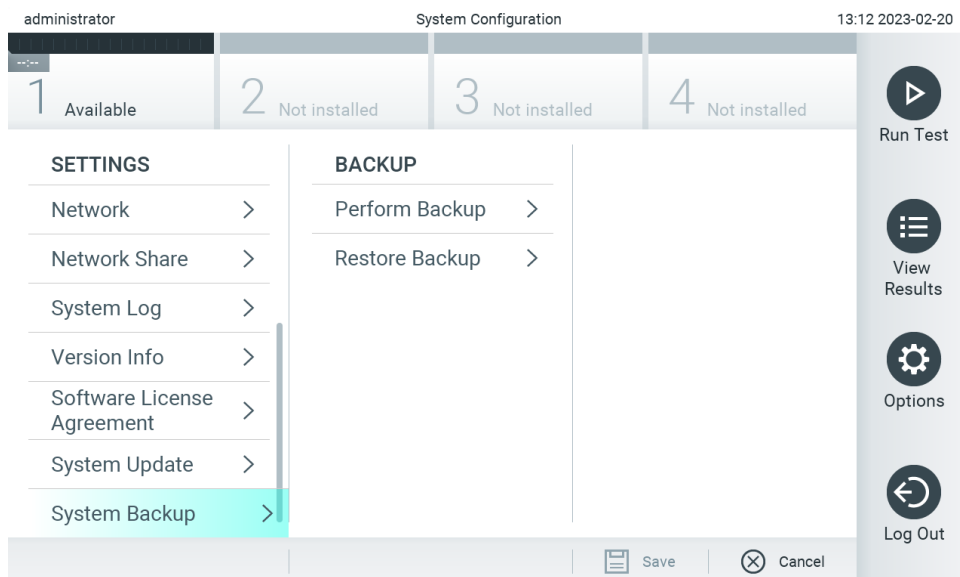 administrator
System Configuration
13:12 2023-02-20
--:--
1 Available
2 Not installed
3 Not installed
4 Not installed
Run Test
View
Results
Options
Log Out
SETTINGS
Network
Network Share
System Log
Version Info
Software License
Agreement
System Update
System Backup
BACKUP
Perform Backup
Restore Backup
Save
Cancel